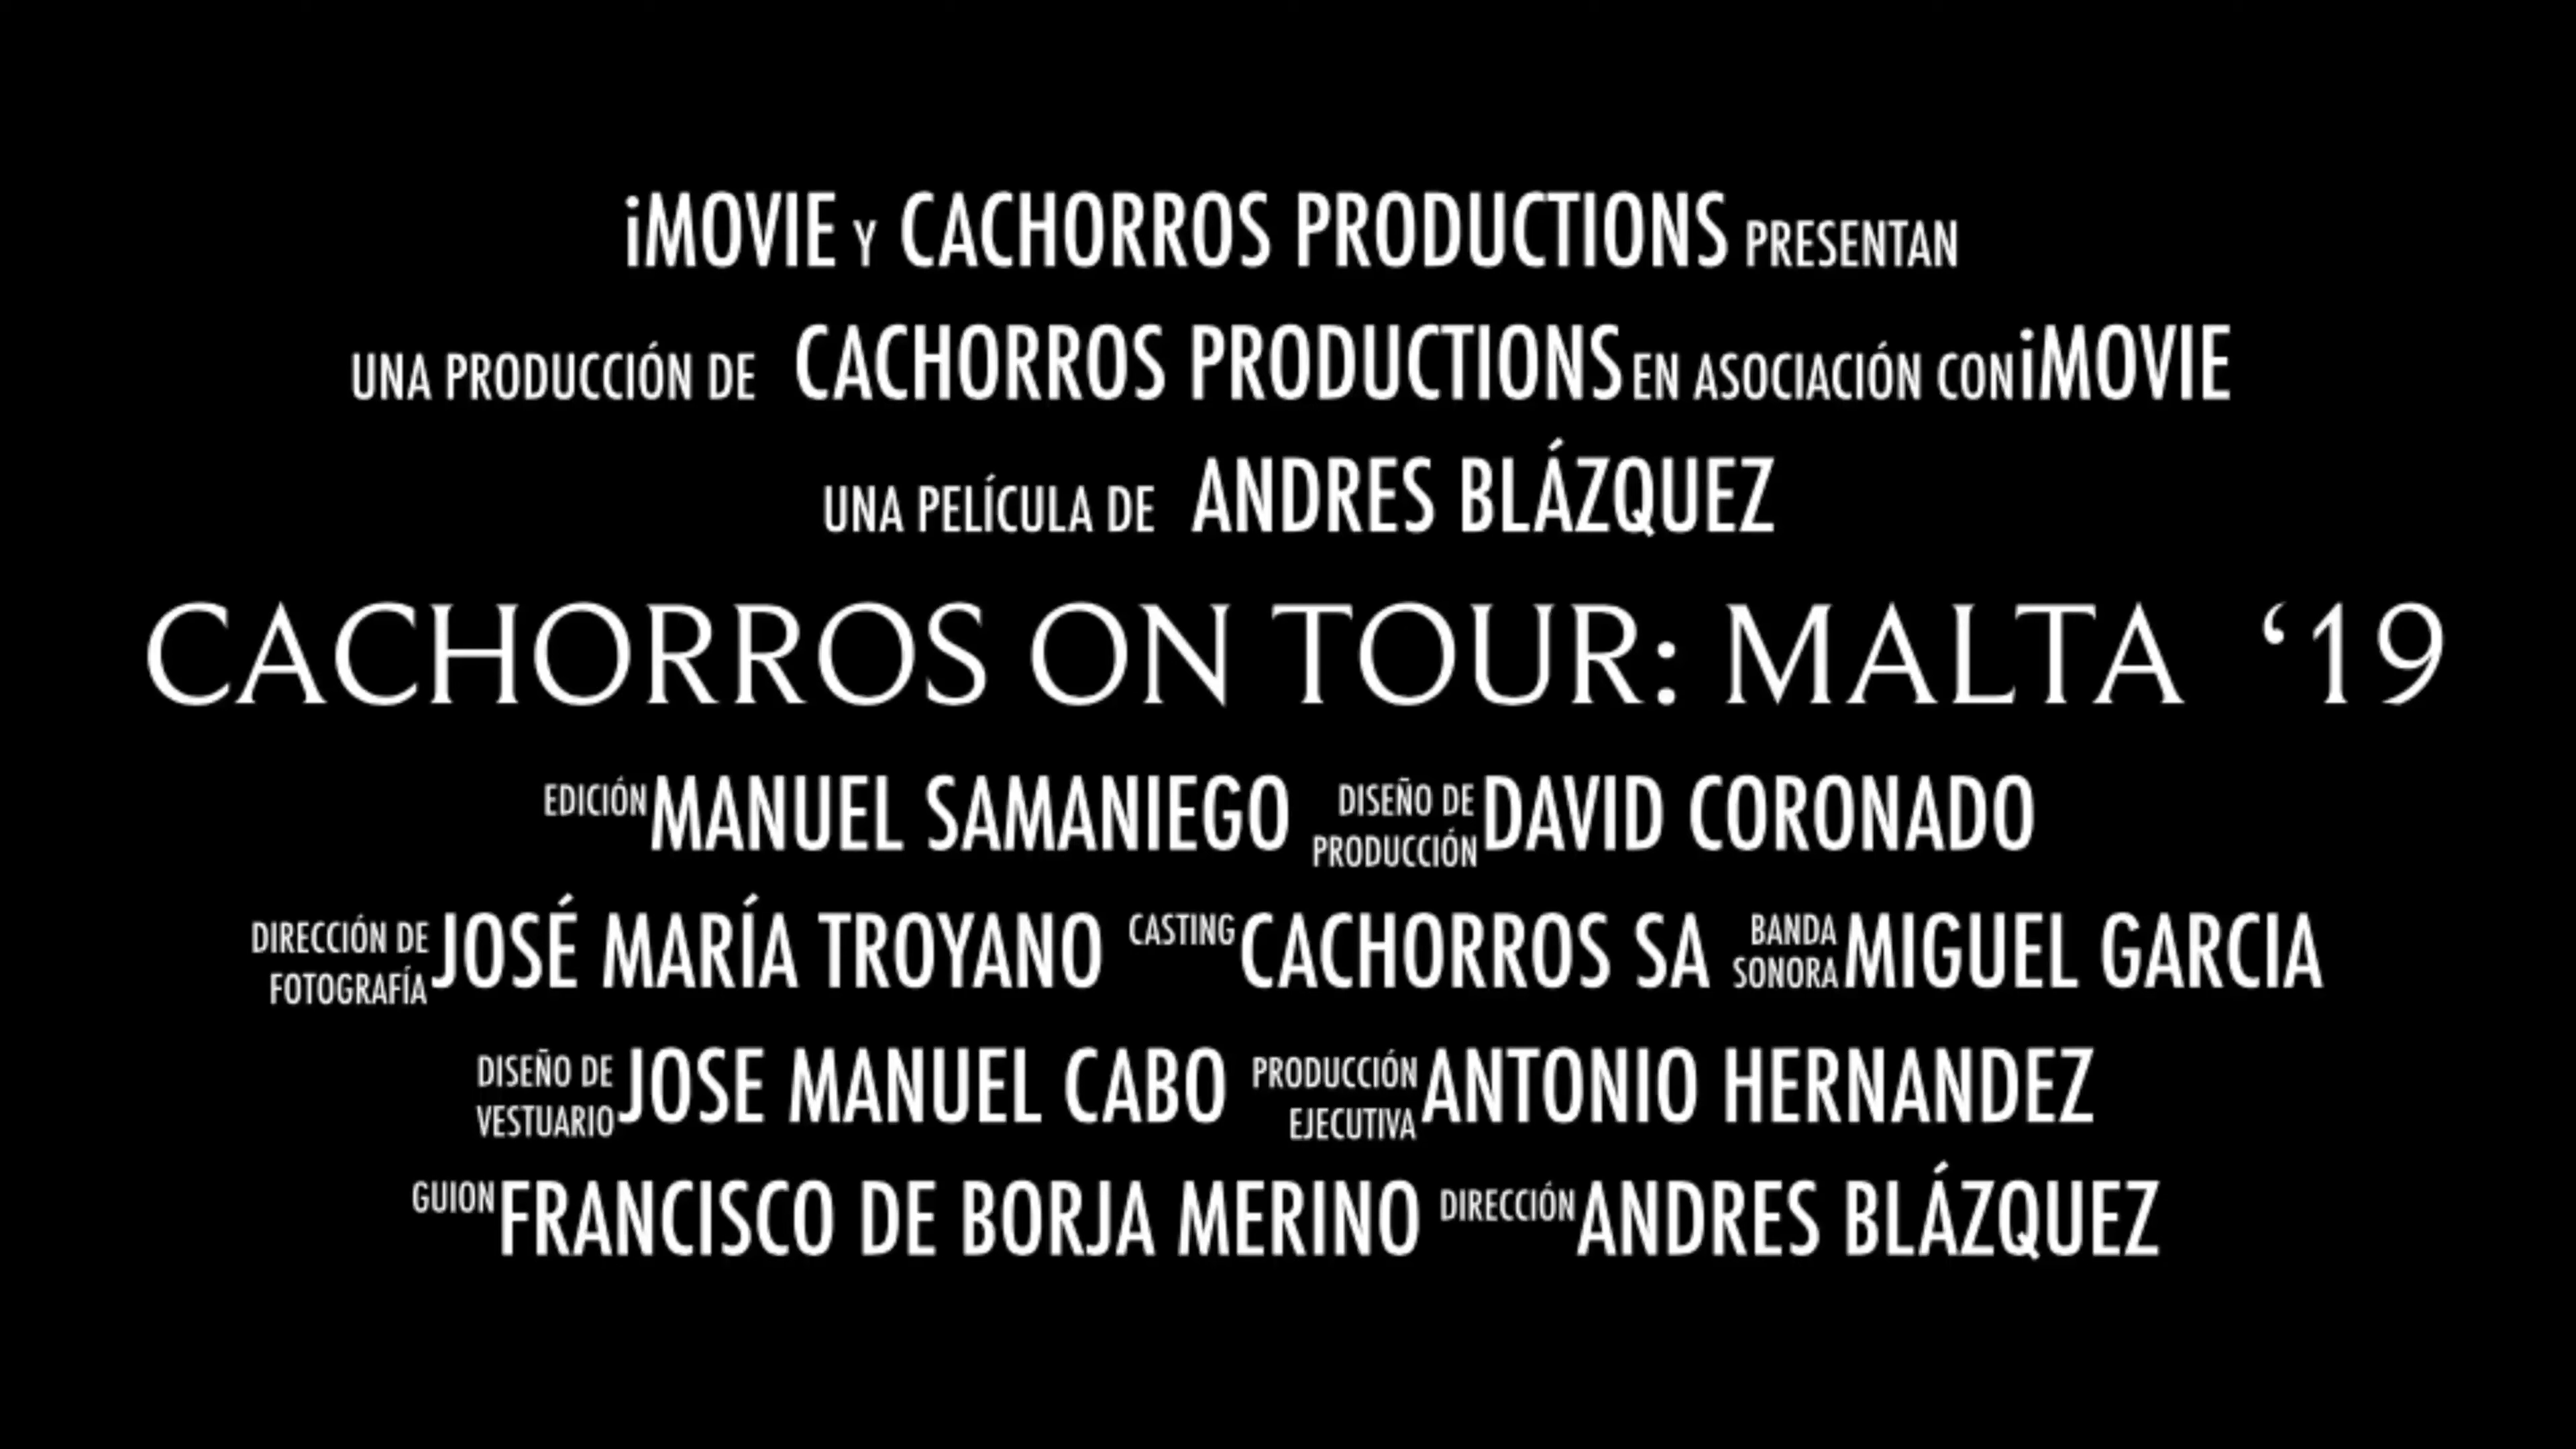 iMOVIE Y CACHORROS PRODUCTIONS PRESENTAN
UNA PRODUCCIÓN DE CACHORROS PRODUCTIONS EN ASOCIACIÓN CON iMOVIE
UNA PELÍCULA DE ANDRES BLÁZQUEZ
CACHORROS ON TOUR: MALTA ‘19
EDICIÓN MANUEL SAMANIEGO DISEÑO DE PRODUCCIÓN DAVID CORONADO
DIRECCIÓN DE FOTOGRAFÍA JOSÉ MARÍA TROYANO CASTING CACHORROS SA BANDA SONORA MIGUEL GARCIA
DISEÑO DE VESTUARIO JOSE MANUEL CABO PRODUCCIÓN EJECUTIVA ANTONIO HERNANDEZ
GUION FRANCISCO DE BORJA MERINO DIRECCIÓN ANDRES BLÁZQUEZ